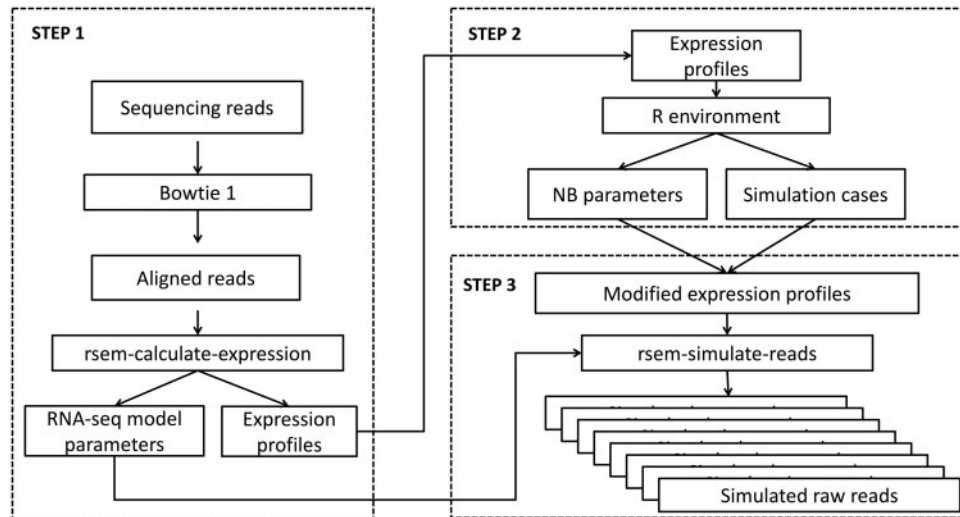 STEP 1
Sequencing reads
Bowtie 1
Aligned reads
rsem-calculate-expression
RNA-seq model
parameters
Expression
profiles
STEP 2
Expression
profiles
R environment
NB parameters
Simulation cases
STEP 3
Modified expression profiles
rsem-simulate-reads
Simulated raw reads